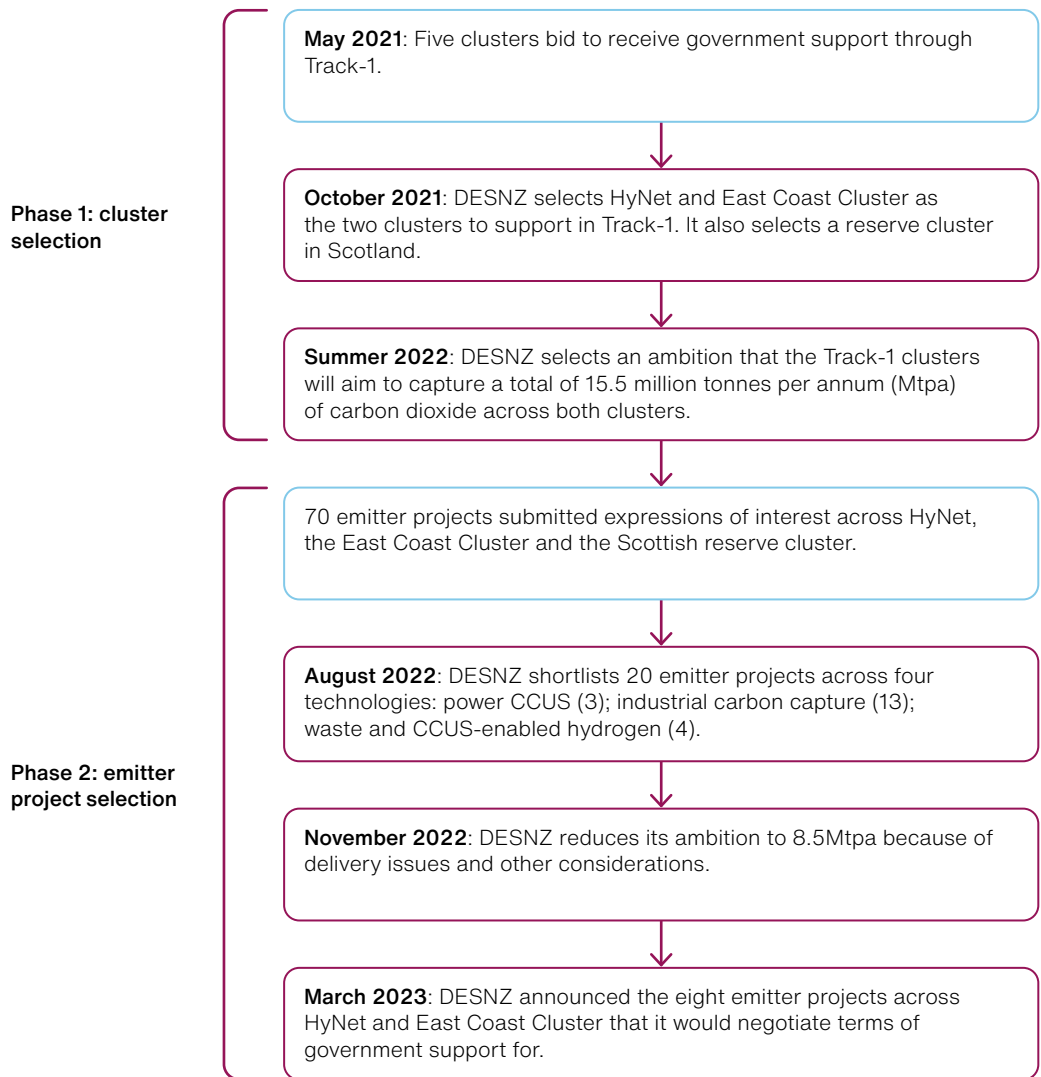 May 2021: Five clusters bid to receive government support through
Track-1.
Phase 1: cluster
selection
October 2021: DESNZ selects HyNet and East Coast Cluster as
the two clusters to support in Track-1. It also selects a reserve cluster
in Scotland.
Summer 2022: DESNZ selects an ambition that the Track-1 clusters
will aim to capture a total of 15.5 million tonnes per annum (Mtpa)
of carbon dioxide across both clusters.
70 emitter projects submitted expressions of interest across HyNet,
the East Coast Cluster and the Scottish reserve cluster.
August 2022: DESNZ shortlists 20 emitter projects across four
technologies: power CCUS (3); industrial carbon capture (13);
waste and CCUS-enabled hydrogen (4).
Phase 2: emitter
project selection
November 2022: DESNZ reduces its ambition to 8.5Mtpa because of
delivery issues and other considerations.
March 2023: DESNZ announced the eight emitter projects across
HyNet and East Coast Cluster that it would negotiate terms of
government support for.